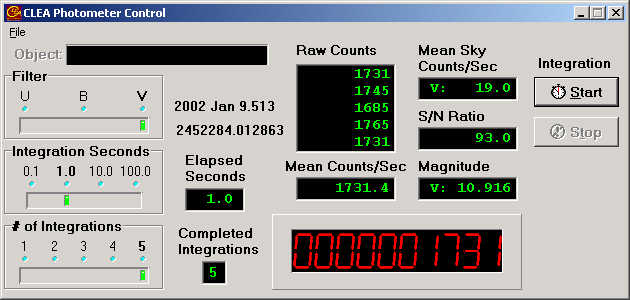 CLEA Photometer Control
File
Object:
Filter
U B V
Integration Seconds
0.1 1.0 10.0 100.0
# of Integrations
1 2 3 4 5
2002 Jan 9.513
2452284.012863
Elapsed
Seconds
1.0
Completed
Integrations
5
Raw Counts
1731
1745
1685
1765
1731
Mean Counts/Sec
1731.4
Mean Sky
Counts/Sec
V: 19.0
S/N Ratio
93.0
Magnitude
V: 10.916
Integration
Start
Stop
0000001731